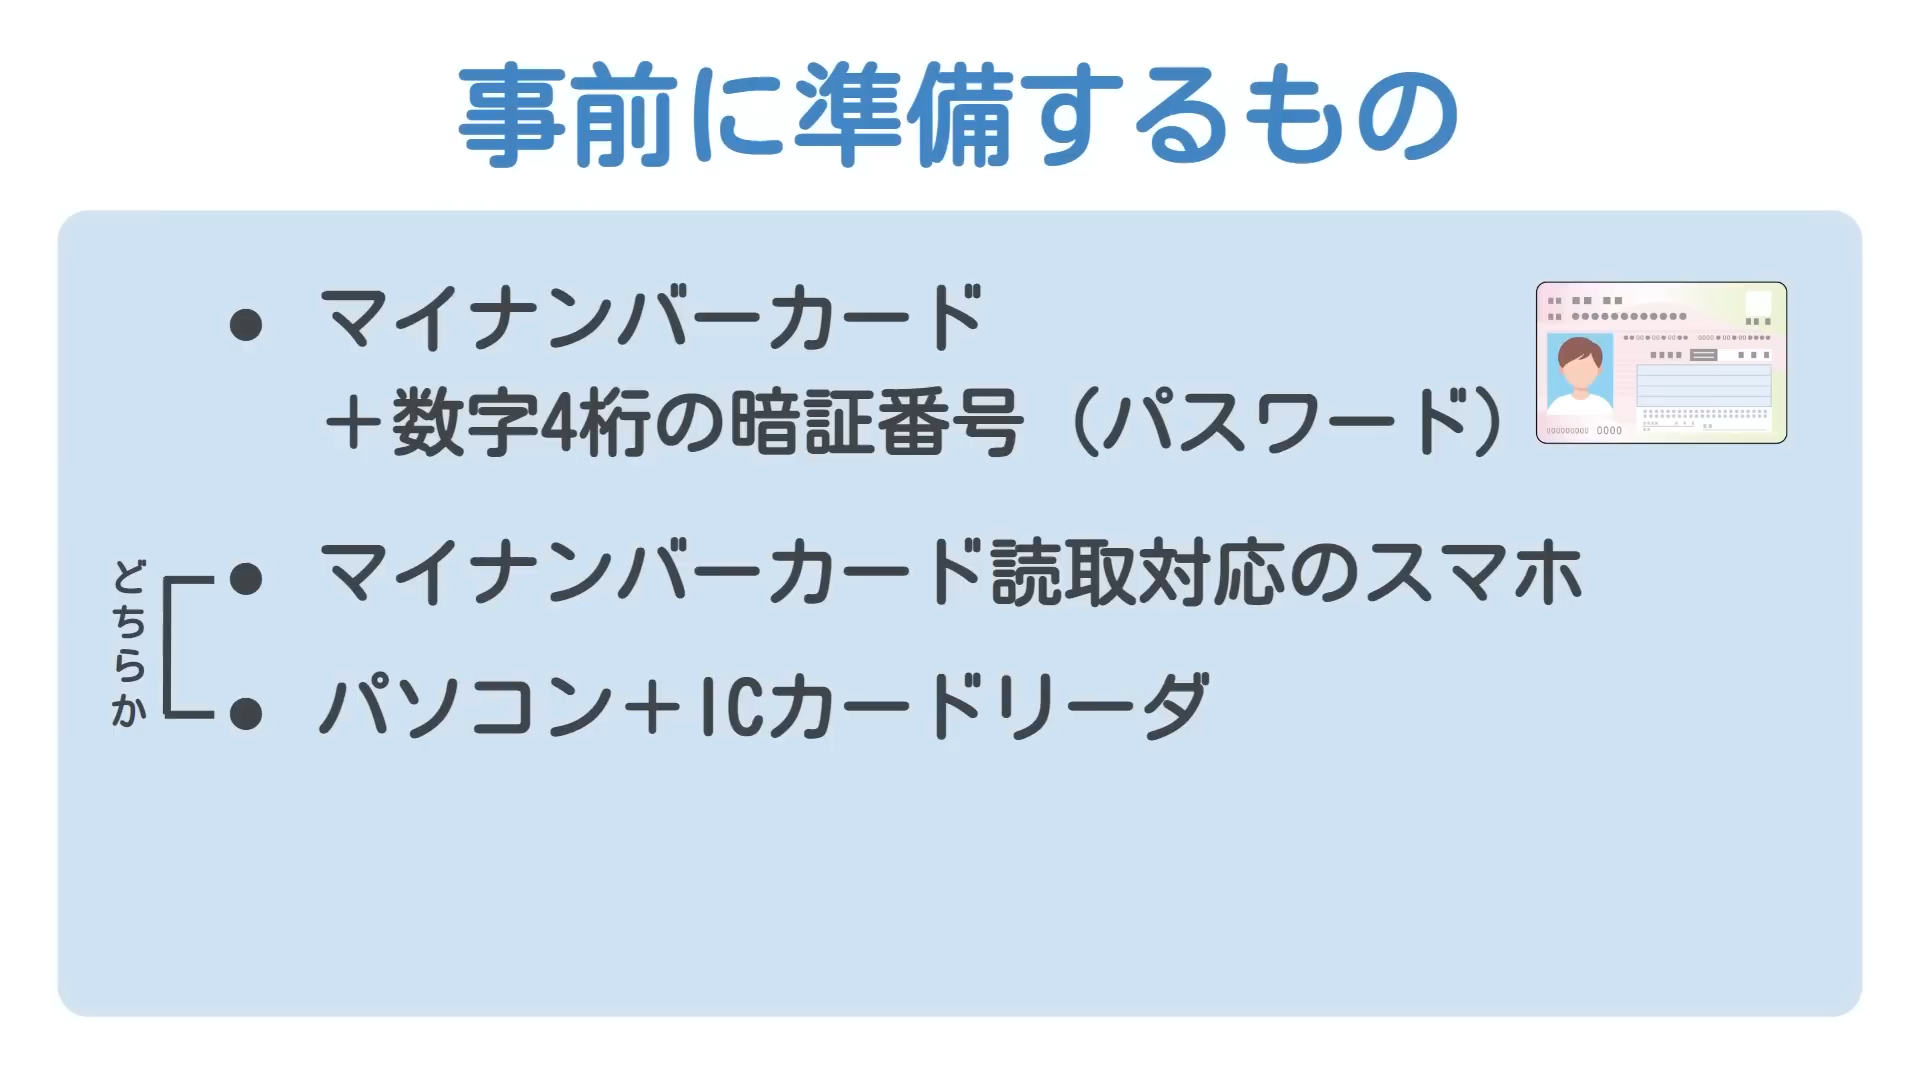 事前に準備するもの
● マイナンバーカード
＋数字4桁の暗証番号（パスワード）
どちらか
● マイナンバーカード読取対応のスマホ
● パソコン＋ICカードリーダ